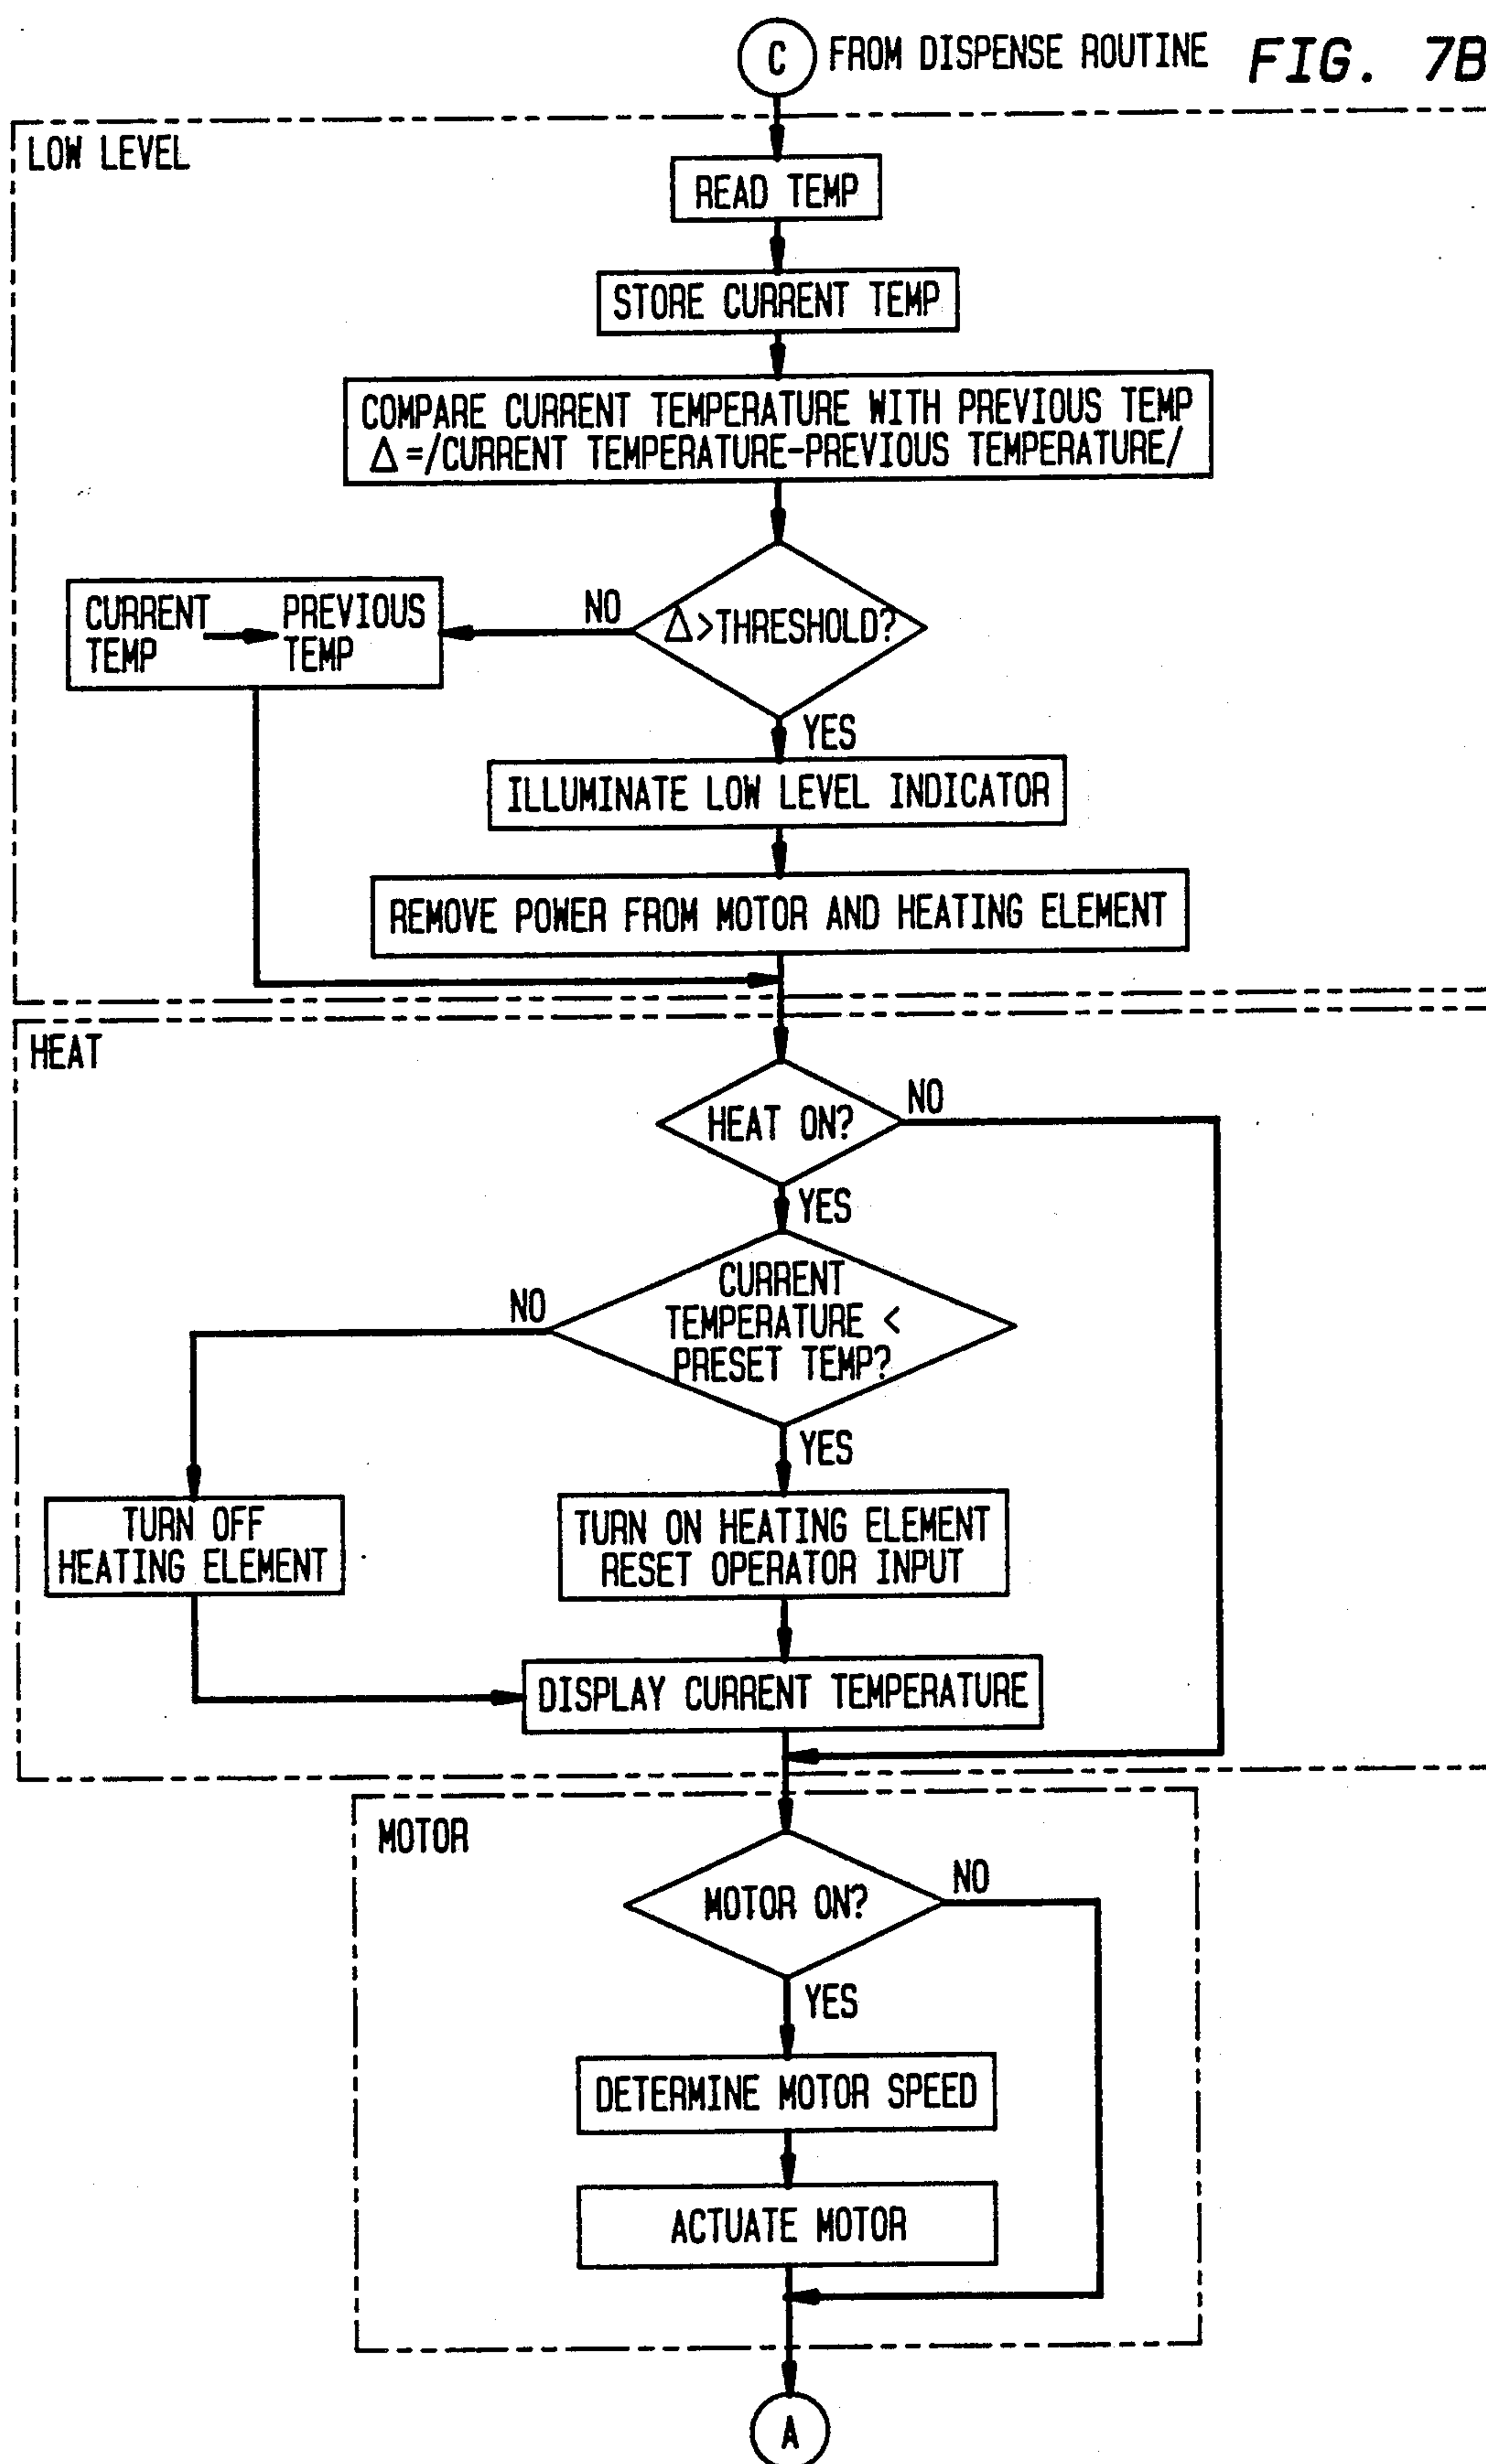 C FROM DISPENSE ROUTINE FIG. 7B
LOW LEVEL
READ TEMP
STORE CURRENT TEMP
COMPARE CURRENT TEMPERATURE WITH PREVIOUS TEMP
Δ=/CURRENT TEMPERATURE-PREVIOUS TEMPERATURE/
Δ>THRESHOLD?
NO
CURRENT PREVIOUS
TEMP TEMP
YES
ILLUMINATE LOW LEVEL INDICATOR
REMOVE POWER FROM MOTOR AND HEATING ELEMENT
HEAT
HEAT ON?
NO
YES
CURRENT
TEMPERATURE <
PRESET TEMP?
NO
YES
TURN OFF
HEATING ELEMENT
TURN ON HEATING ELEMENT
RESET OPERATOR INPUT
DISPLAY CURRENT TEMPERATURE
MOTOR
MOTOR ON?
NO
YES
DETERMINE MOTOR SPEED
ACTUATE MOTOR
A